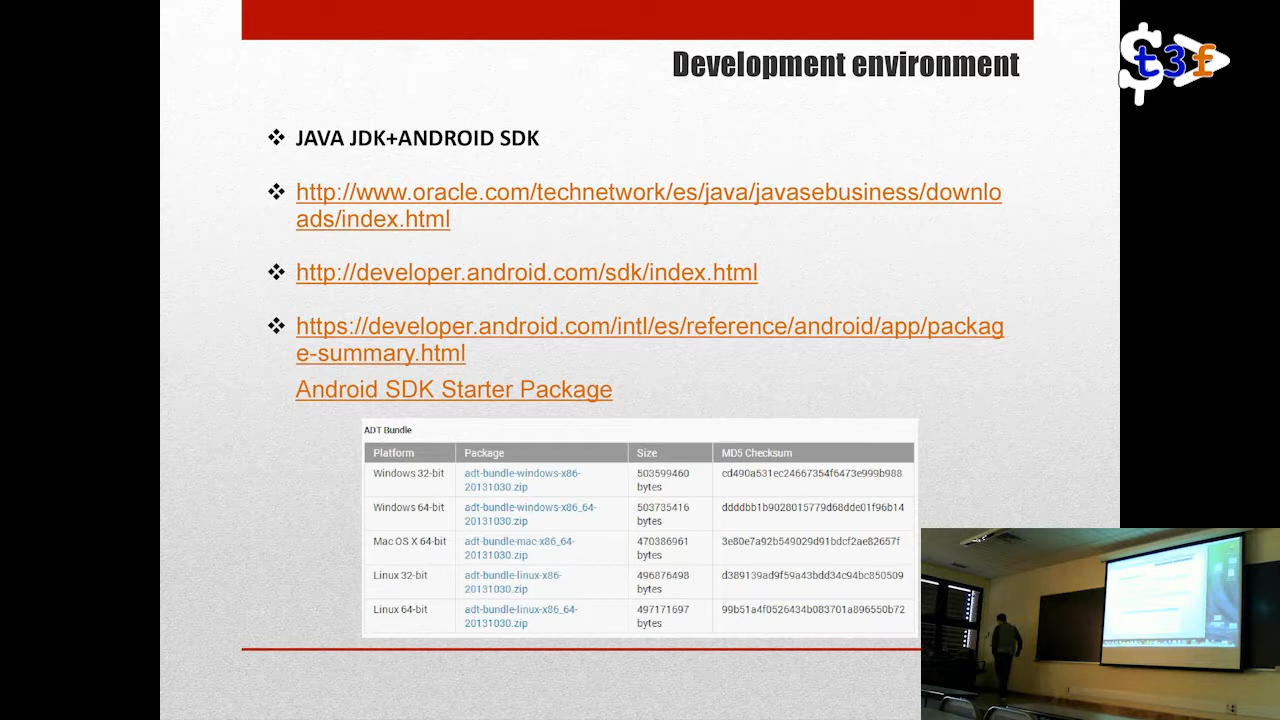 Development environment
t3f
JAVA JDK+ANDROID SDK
http://www.oracle.com/technetwork/es/java/javasebusiness/downlo
ads/index.html
http://developer.android.com/sdk/index.html
https://developer.android.com/intl/es/reference/android/app/packag
e-summary.html
Android SDK Starter Package
ADT Bundle
Platform Package Size MD5 Checksum
Windows 32-bit adt-bundle-windows-x86- 503599460 cd490a531ec24667354f6473e999b988
20131030.zip bytes
Windows 64-bit adt-bundle-windows-x86_64- 503735416 ddddbb1b9028015779d68dde01f96b14
20131030.zip bytes
Mac OS X 64-bit adt-bundle-mac-x86_64- 470386961 3e80e7a92b549029d91bdcf2ae82657f
20131030.zip bytes
Linux 32-bit adt-bundle-linux-x86- 496876498 d389139ad9f59a43bdd34c94bc850509
20131030.zip bytes
Linux 64-bit adt-bundle-linux-x86_64- 497171697 99b51a4f0526434b083701a896550b72
20131030.zip bytes